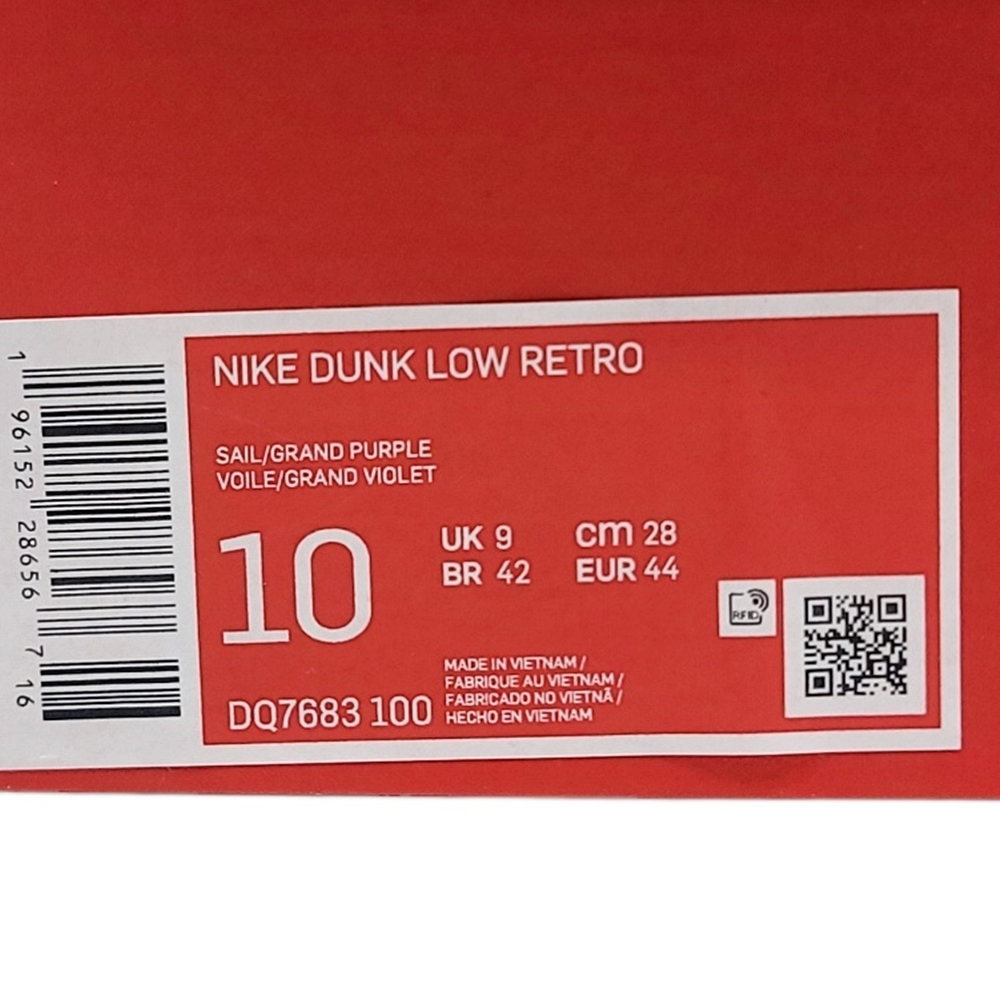 NIKE DUNK LOW RETRO
SAIL/GRAND PURPLE
VOILE/GRAND VIOLET
10
UK 9
cm 28
BR 42
EUR 44
RFID
MADE IN VIETNAM /
FABRIQUE AU VIETNAM /
FABRICADO NO VIETNÃ /
HECHO EN VIETNAM
DQ7683 100
1 96152 28656 7 16